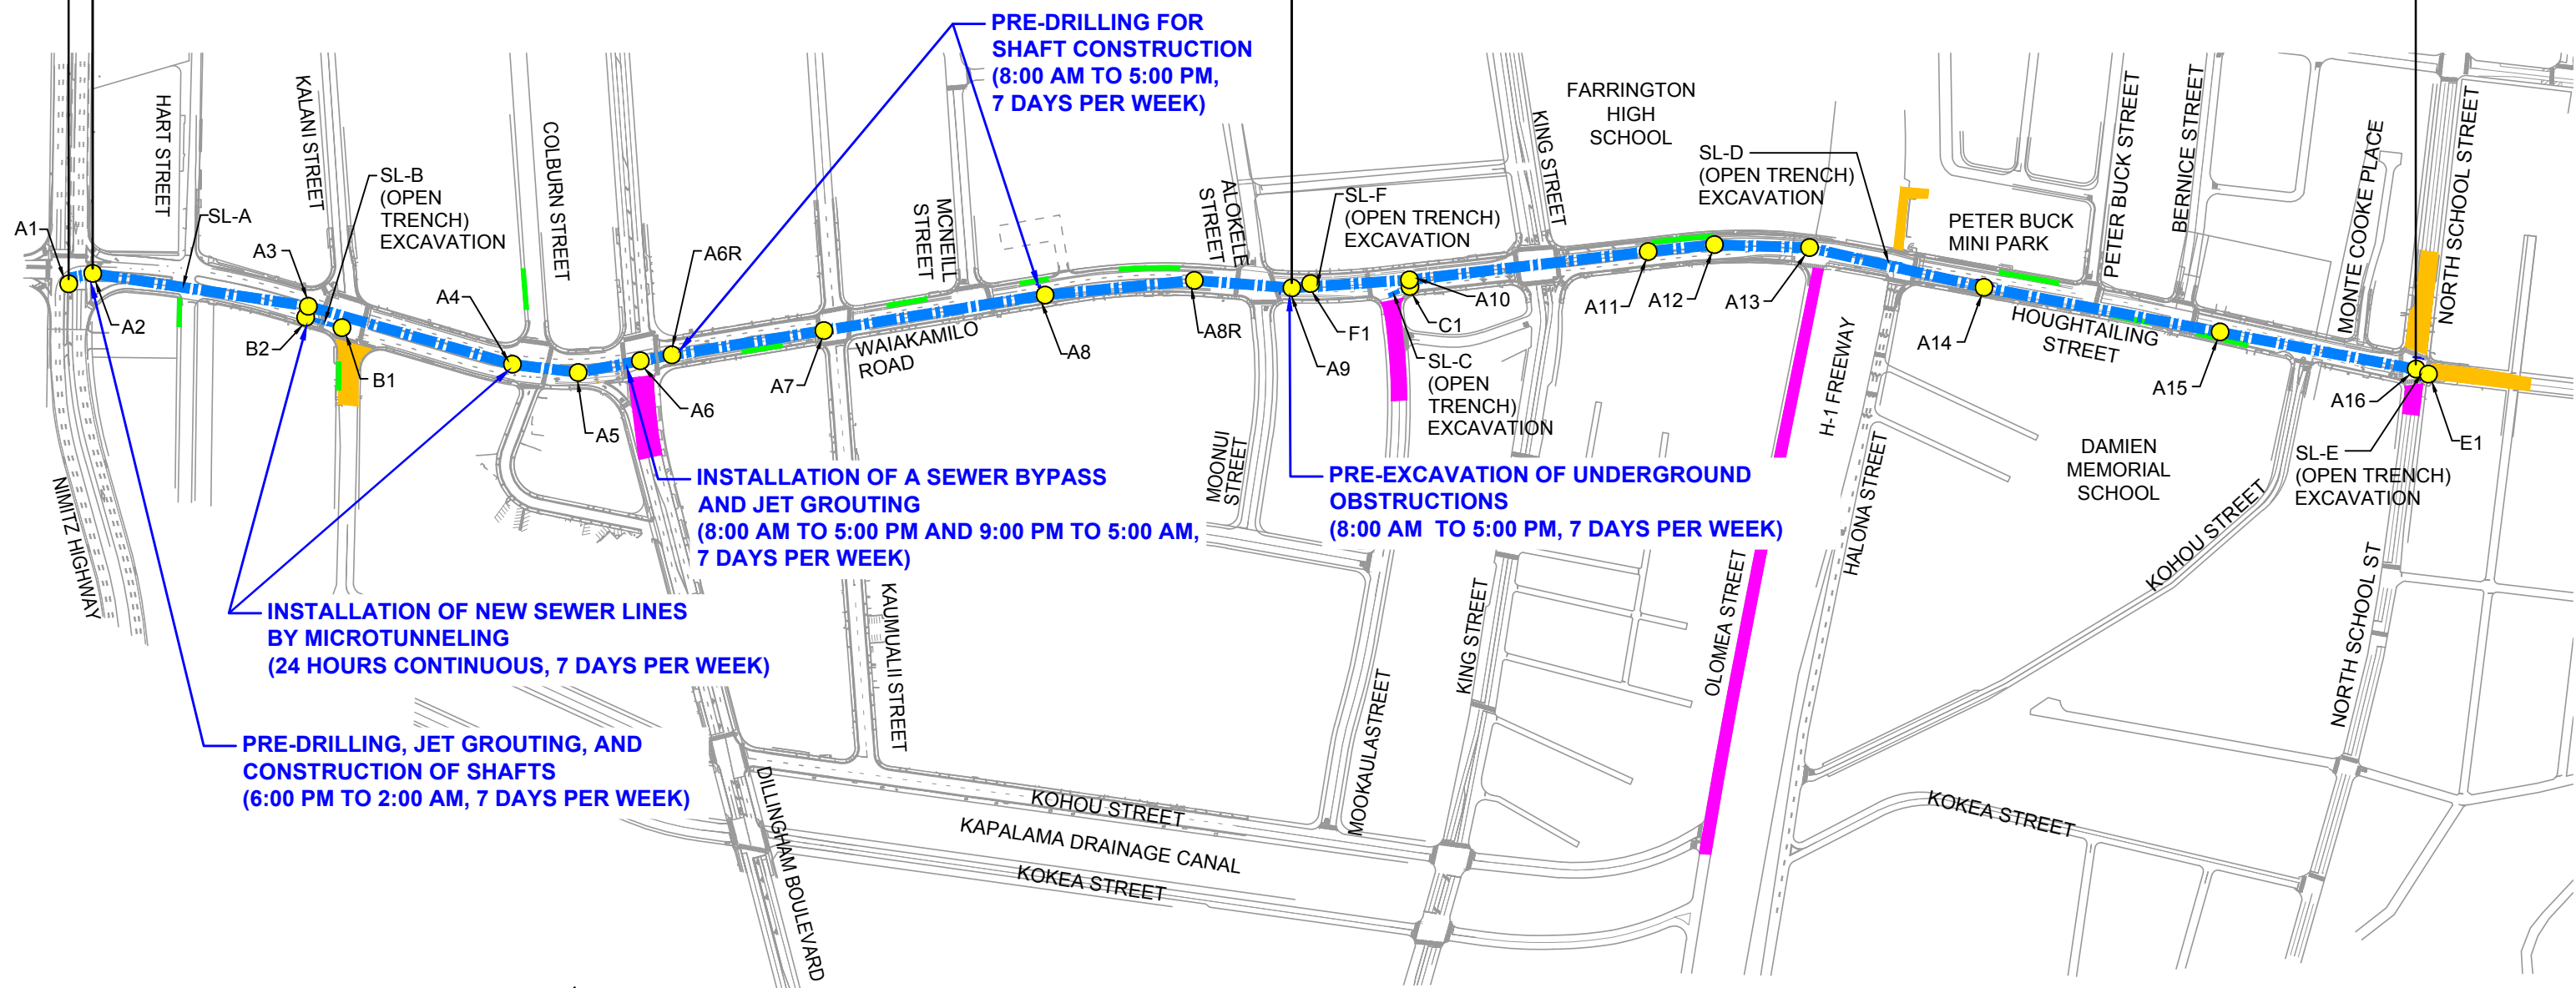 PRE-DRILLING FOR
SHAFT CONSTRUCTION
(8:00 AM TO 5:00 PM,
7 DAYS PER WEEK)
FARRINGTON
HIGH
SCHOOL
HART STREET
KALANI STREET
COLBURN STREET
SL-B
(OPEN
TRENCH)
EXCAVATION
SL-A
A1
A2
A3
B2
B1
A4
A5
A6R
A6
A7
MCNEILL
STREET
WAIAKAMILO
ROAD
A8
ALOKELE
STREET
A8R
SL-F
(OPEN TRENCH)
EXCAVATION
KING STREET
F1
A9
A10
C1
SL-C
(OPEN
TRENCH)
EXCAVATION
SL-D
(OPEN TRENCH)
EXCAVATION
A11
A12
A13
PETER BUCK
MINI PARK
PETER BUCK STREET
BERNICE STREET
MONTE COOKE PLACE
NORTH SCHOOL STREET
A14
HOUGHTAILING
STREET
A15
A16
E1
SL-E
(OPEN TRENCH)
EXCAVATION
DAMIEN
MEMORIAL
SCHOOL
H-1 FREEWAY
HALONA STREET
KOHOU STREET
NORTH SCHOOL ST
NIMITZ HIGHWAY
INSTALLATION OF A SEWER BYPASS
AND JET GROUTING
(8:00 AM TO 5:00 PM AND 9:00 PM TO 5:00 AM,
7 DAYS PER WEEK)
MOONUI
STREET
PRE-EXCAVATION OF UNDERGROUND
OBSTRUCTIONS
(8:00 AM TO 5:00 PM, 7 DAYS PER WEEK)
INSTALLATION OF NEW SEWER LINES
BY MICROTUNNELING
(24 HOURS CONTINUOUS, 7 DAYS PER WEEK)
KAUMUALII STREET
MOOKAULASTREET
KING STREET
OLOMEA STREET
PRE-DRILLING, JET GROUTING, AND
CONSTRUCTION OF SHAFTS
(6:00 PM TO 2:00 AM, 7 DAYS PER WEEK)
DILLINGHAM BOULEVARD
KOHOU STREET
KAPALAMA DRAINAGE CANAL
KOKEA STREET
KOKEA STREET